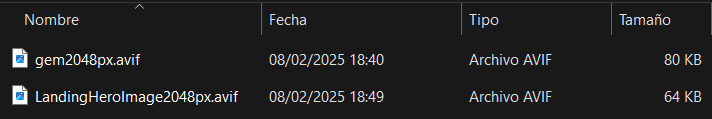 Nombre Fecha Tipo Tamaño
gem2048px.avif 08/02/2025 18:40 Archivo AVIF 80 KB
LandingHeroImage2048px.avif 08/02/2025 18:49 Archivo AVIF 64 KB